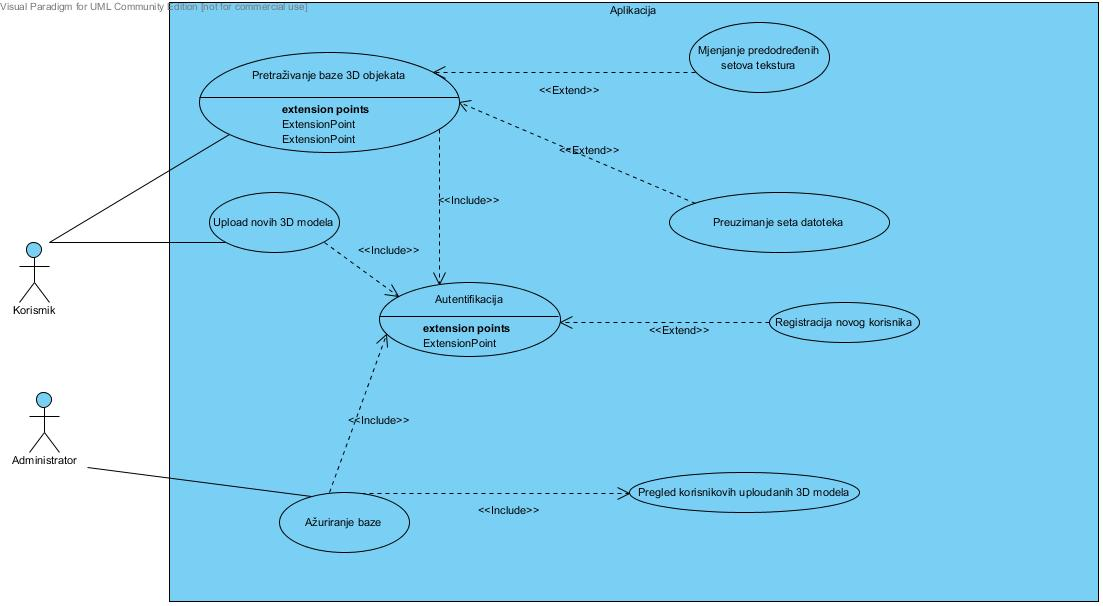 Visual Paradigm for UML Community Edition [not for commercial use]
Aplikacija
Mjenjanje predodređenih
setova tekstura
Pretraživanje baze 3D objekata
<<Extend>>
extension points
ExtensionPoint
ExtensionPoint
<<Extend>>
<<Include>>
Upload novih 3D modela
Preuzimanje seta datoteka
<<Include>>
Korismik
Autentifikacija
extension points
ExtensionPoint
Registracija novog korisnika
<<Extend>>
<<Include>>
Administrator
Pregled korisnikovih uploudanih 3D modela
<<Include>>
Ažuriranje baze